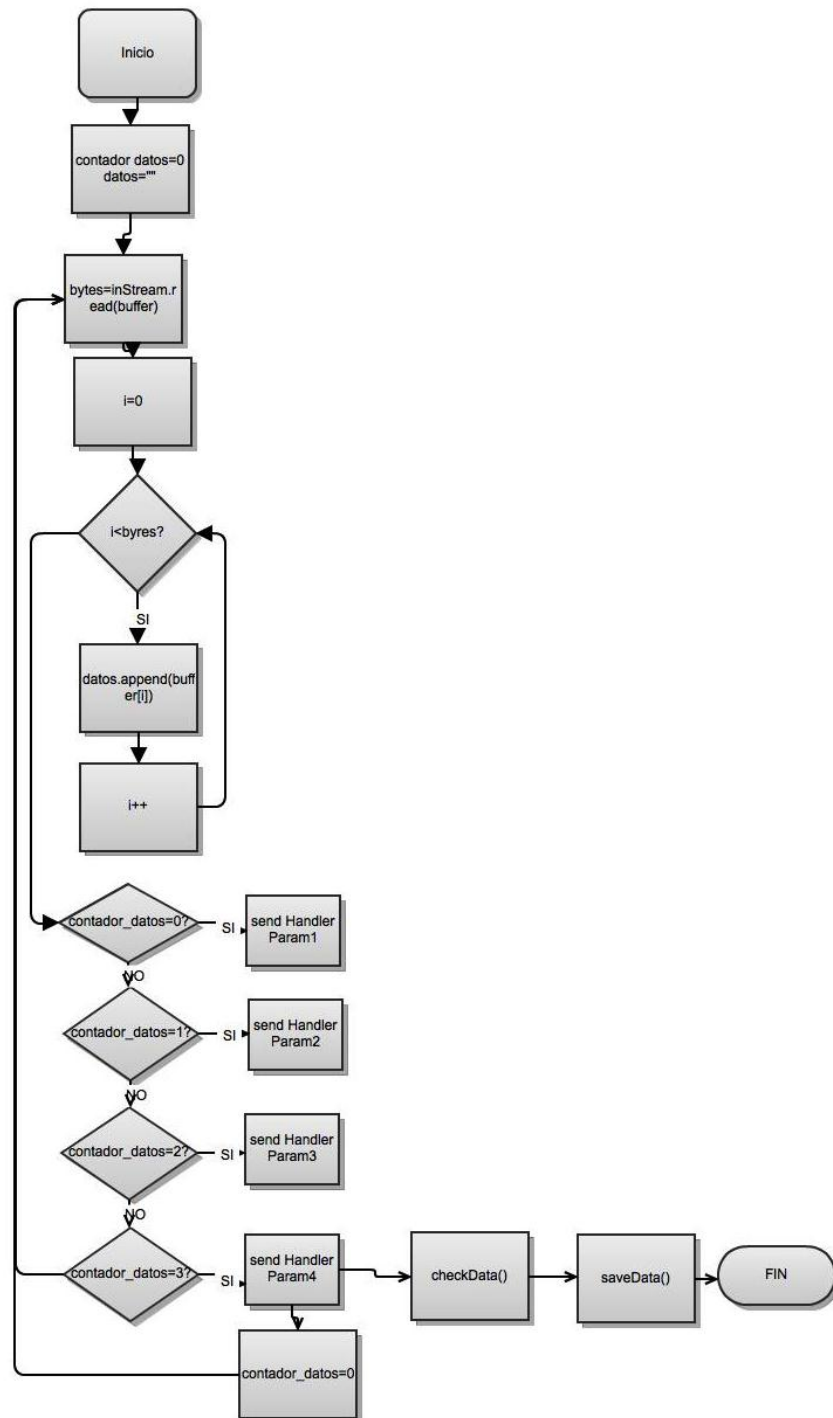 Inicio
contador datos=0
datos=""
bytes=inStream.r
ead(buffer)
i=0
i<byres?
SI
datos.append(buff
er[i])
i++
contador_datos=0?
SI
send Handler
Param1
NO
contador_datos=1?
SI
send Handler
Param2
NO
contador_datos=2?
SI
send Handler
Param3
NO
contador_datos=3?
SI
send Handler
Param4
checkData()
saveData()
FIN
contador_datos=0